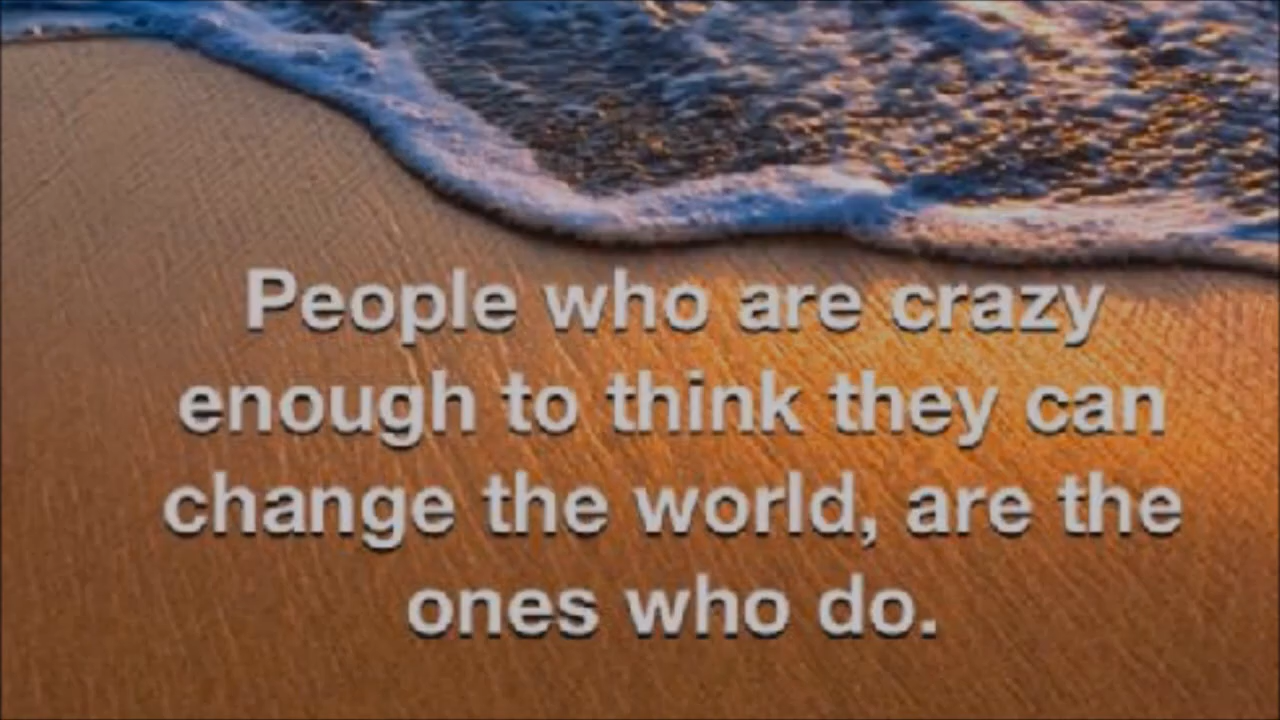 People who are crazy
enough to think they can
change the world, are the
ones who do.